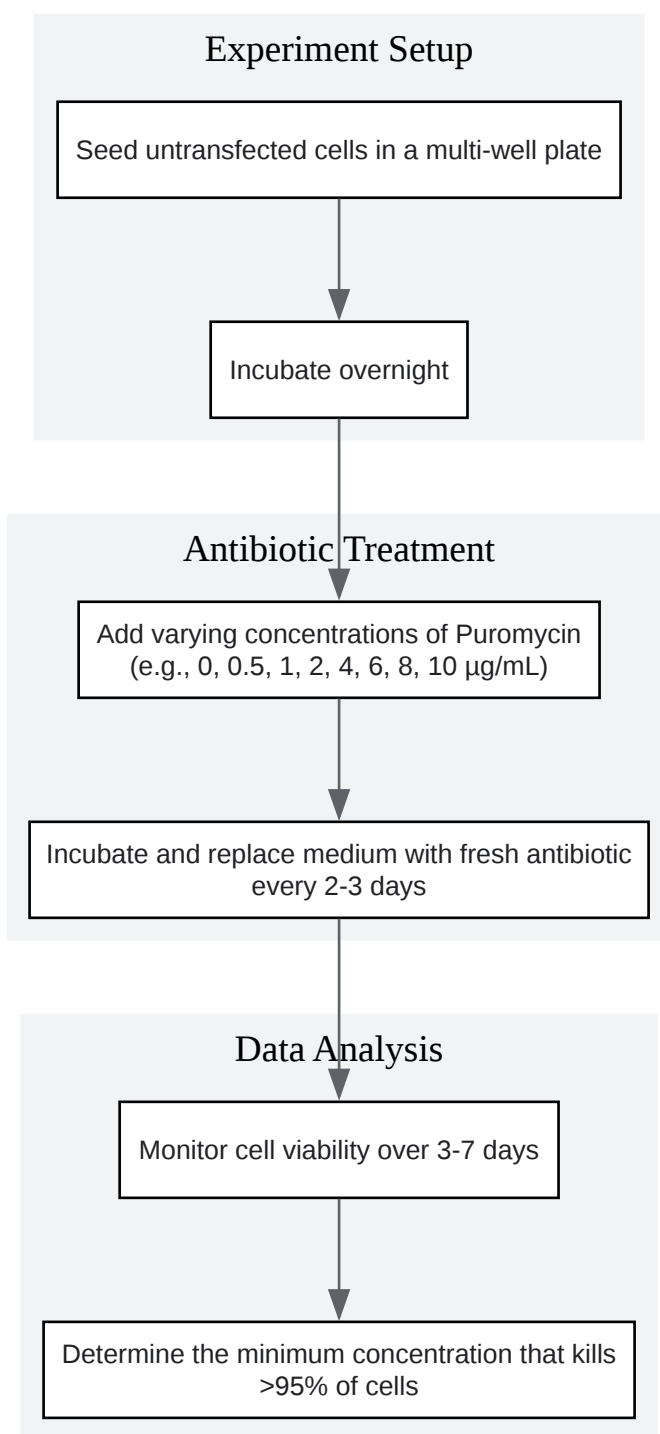 Experiment Setup
Seed untransfected cells in a multi-well plate
Incubate overnight
Antibiotic Treatment
Add varying concentrations of Puromycin
(e.g., 0, 0.5, 1, 2, 4, 6, 8, 10 µg/mL)
Incubate and replace medium with fresh antibiotic
every 2-3 days
Data Analysis
Monitor cell viability over 3-7 days
Determine the minimum concentration that kills
>95% of cells